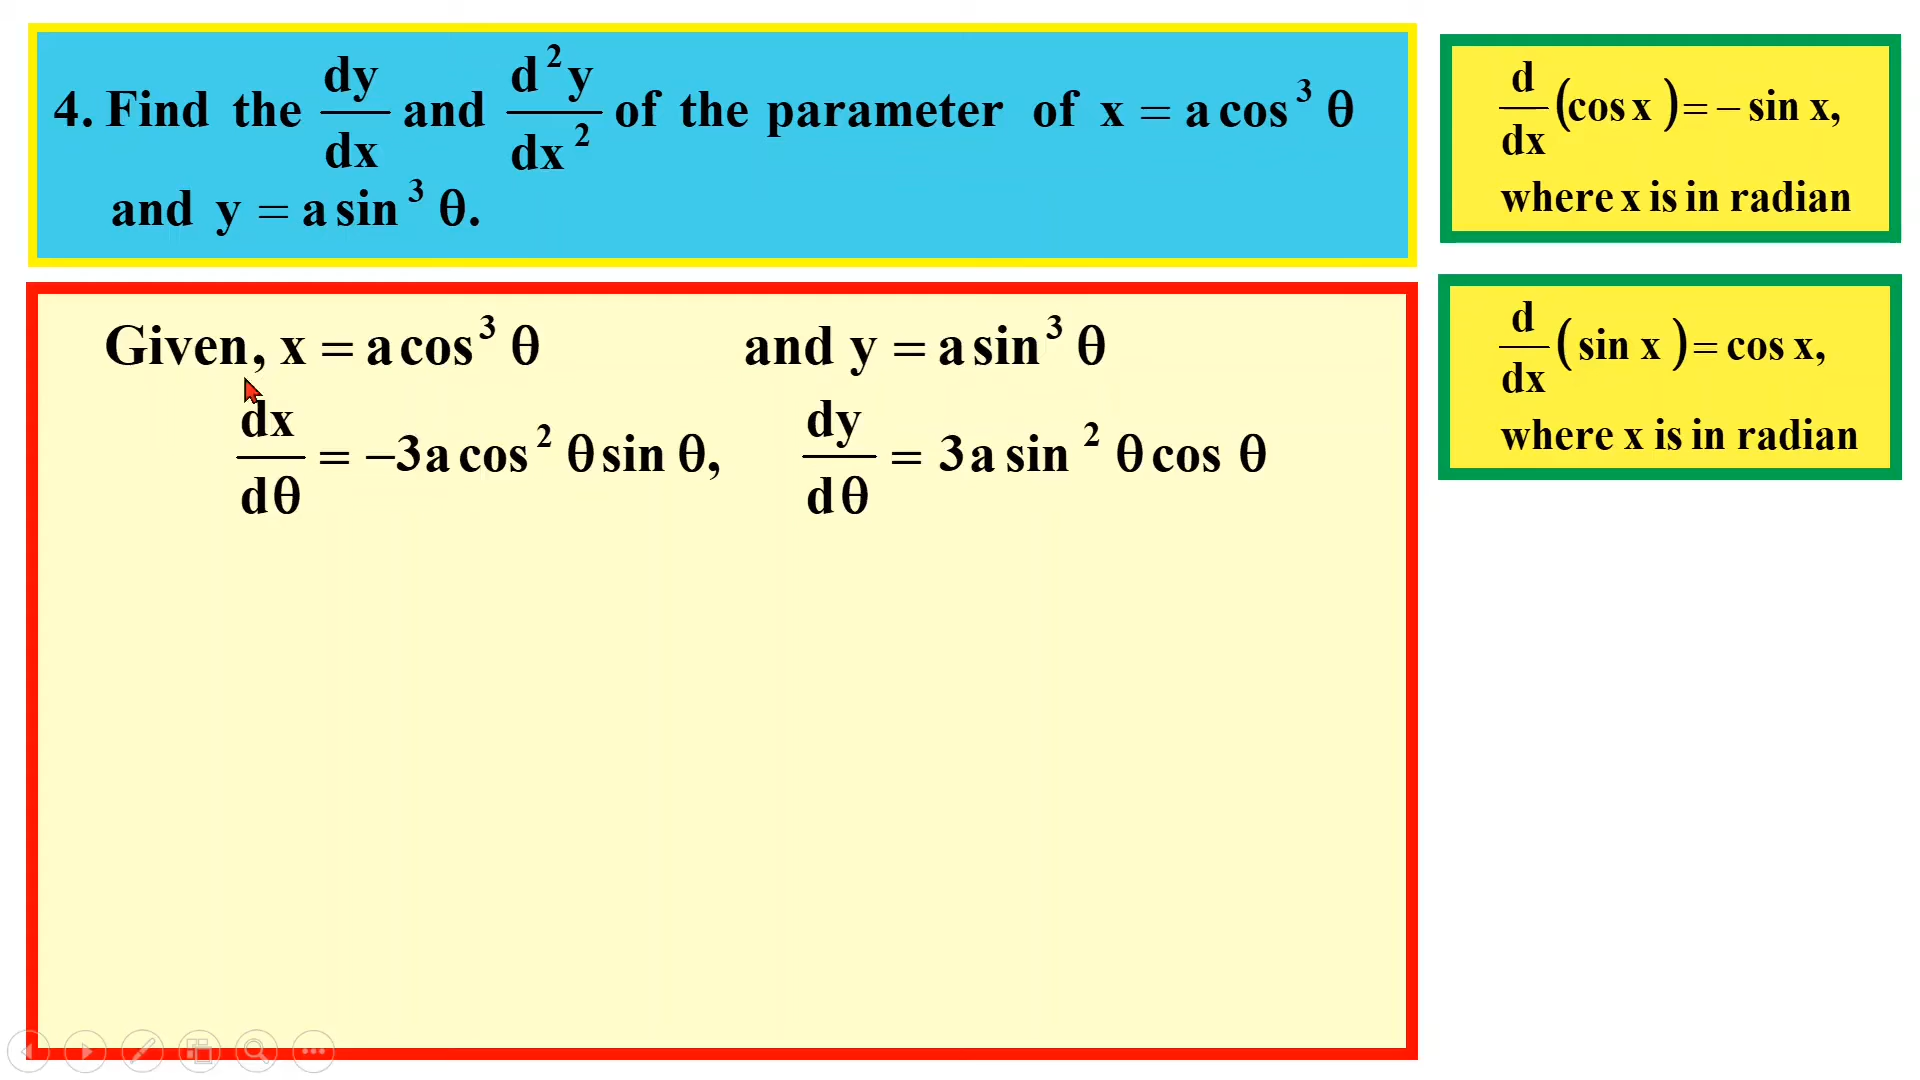 4. Find the dy/dx and d²y/dx² of the parameter of x = a cos³ θ
and y = a sin³ θ.
Given, x = a cos³ θ and y = a sin³ θ
dx/dθ = −3a cos² θ sin θ, dy/dθ = 3a sin² θ cos θ
d/dx (cos x) = − sin x,
where x is in radian
d/dx (sin x) = cos x,
where x is in radian